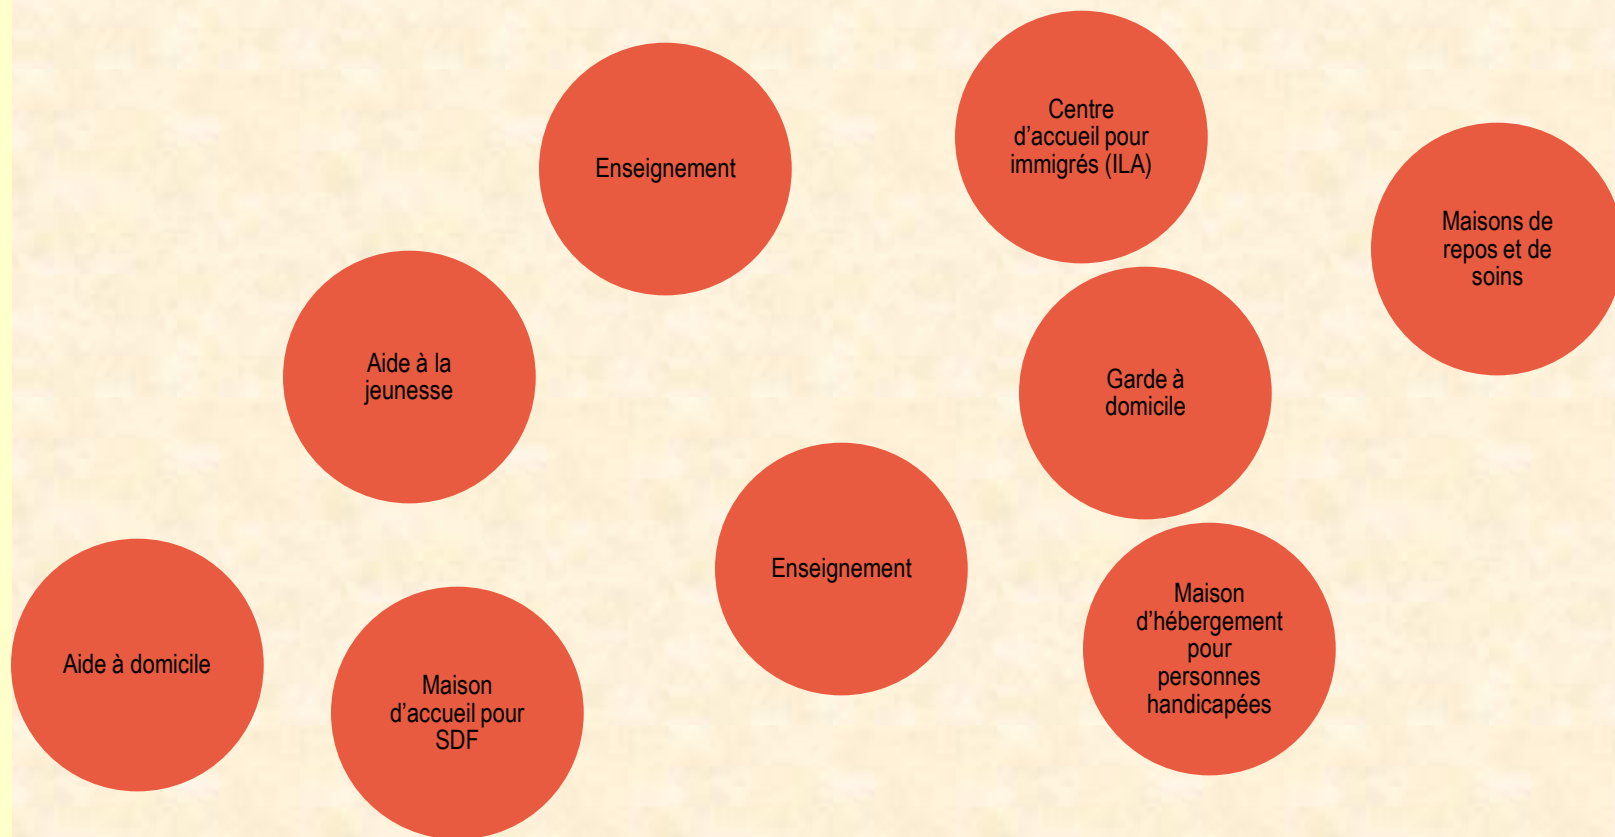 Enseignement
Centre
d'accueil pour
immigrés (ILA)
Maisons de
repos et de
soins
Aide à la
jeunesse
Garde à
domicile
Enseignement
Maison
d'hébergement
pour
personnes
handicapées
Aide à domicile
Maison
d'accueil pour
SDF